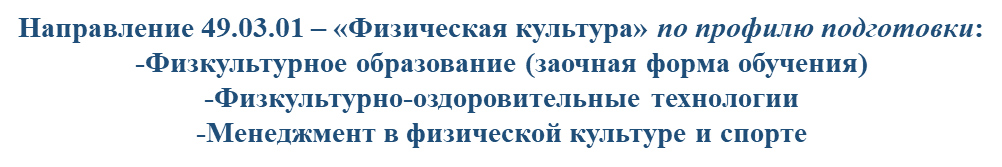 Направление 49.03.01 – «Физическая культура» по профилю подготовки:
-Физкультурное образование (заочная форма обучения)
-Физкультурно-оздоровительные технологии
-Менеджмент в физической культуре и спорте